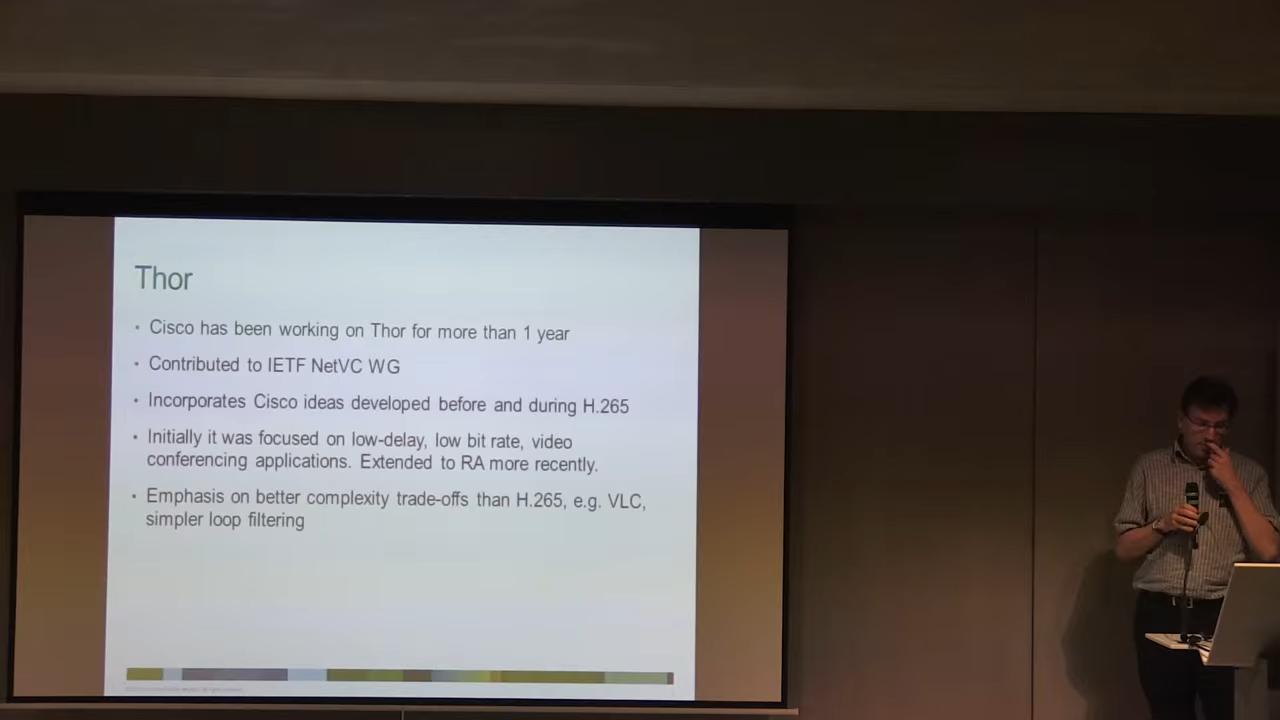 Thor
• Cisco has been working on Thor for more than 1 year
• Contributed to IETF NetVC WG
• Incorporates Cisco ideas developed before and during H.265
• Initially it was focused on low-delay, low bit rate, video
conferencing applications. Extended to RA more recently.
• Emphasis on better complexity trade-offs than H.265, e.g. VLC,
simpler loop filtering